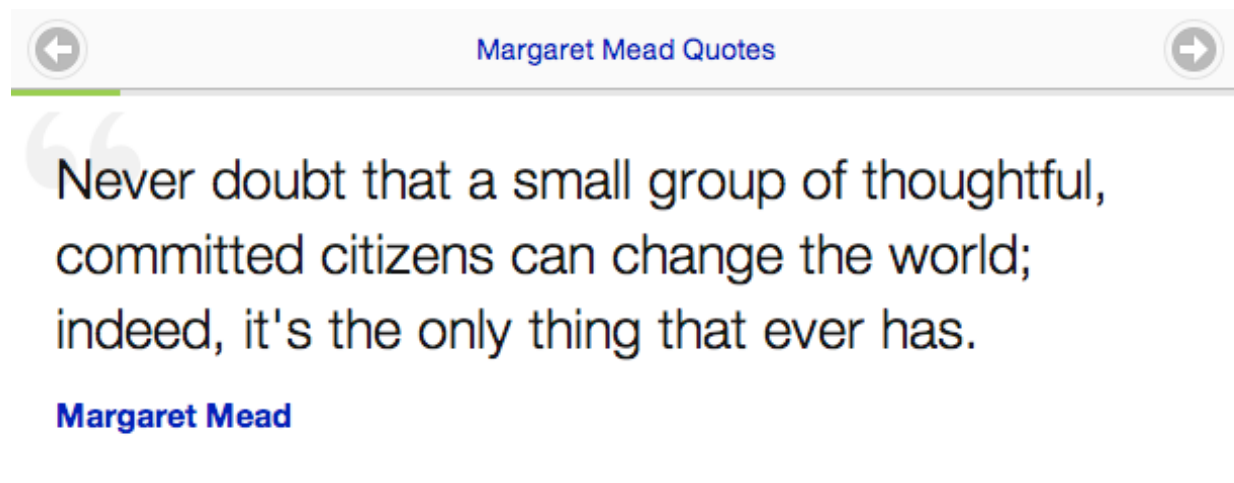 Margaret Mead Quotes
Never doubt that a small group of thoughtful,
committed citizens can change the world;
indeed, it's the only thing that ever has.
Margaret Mead